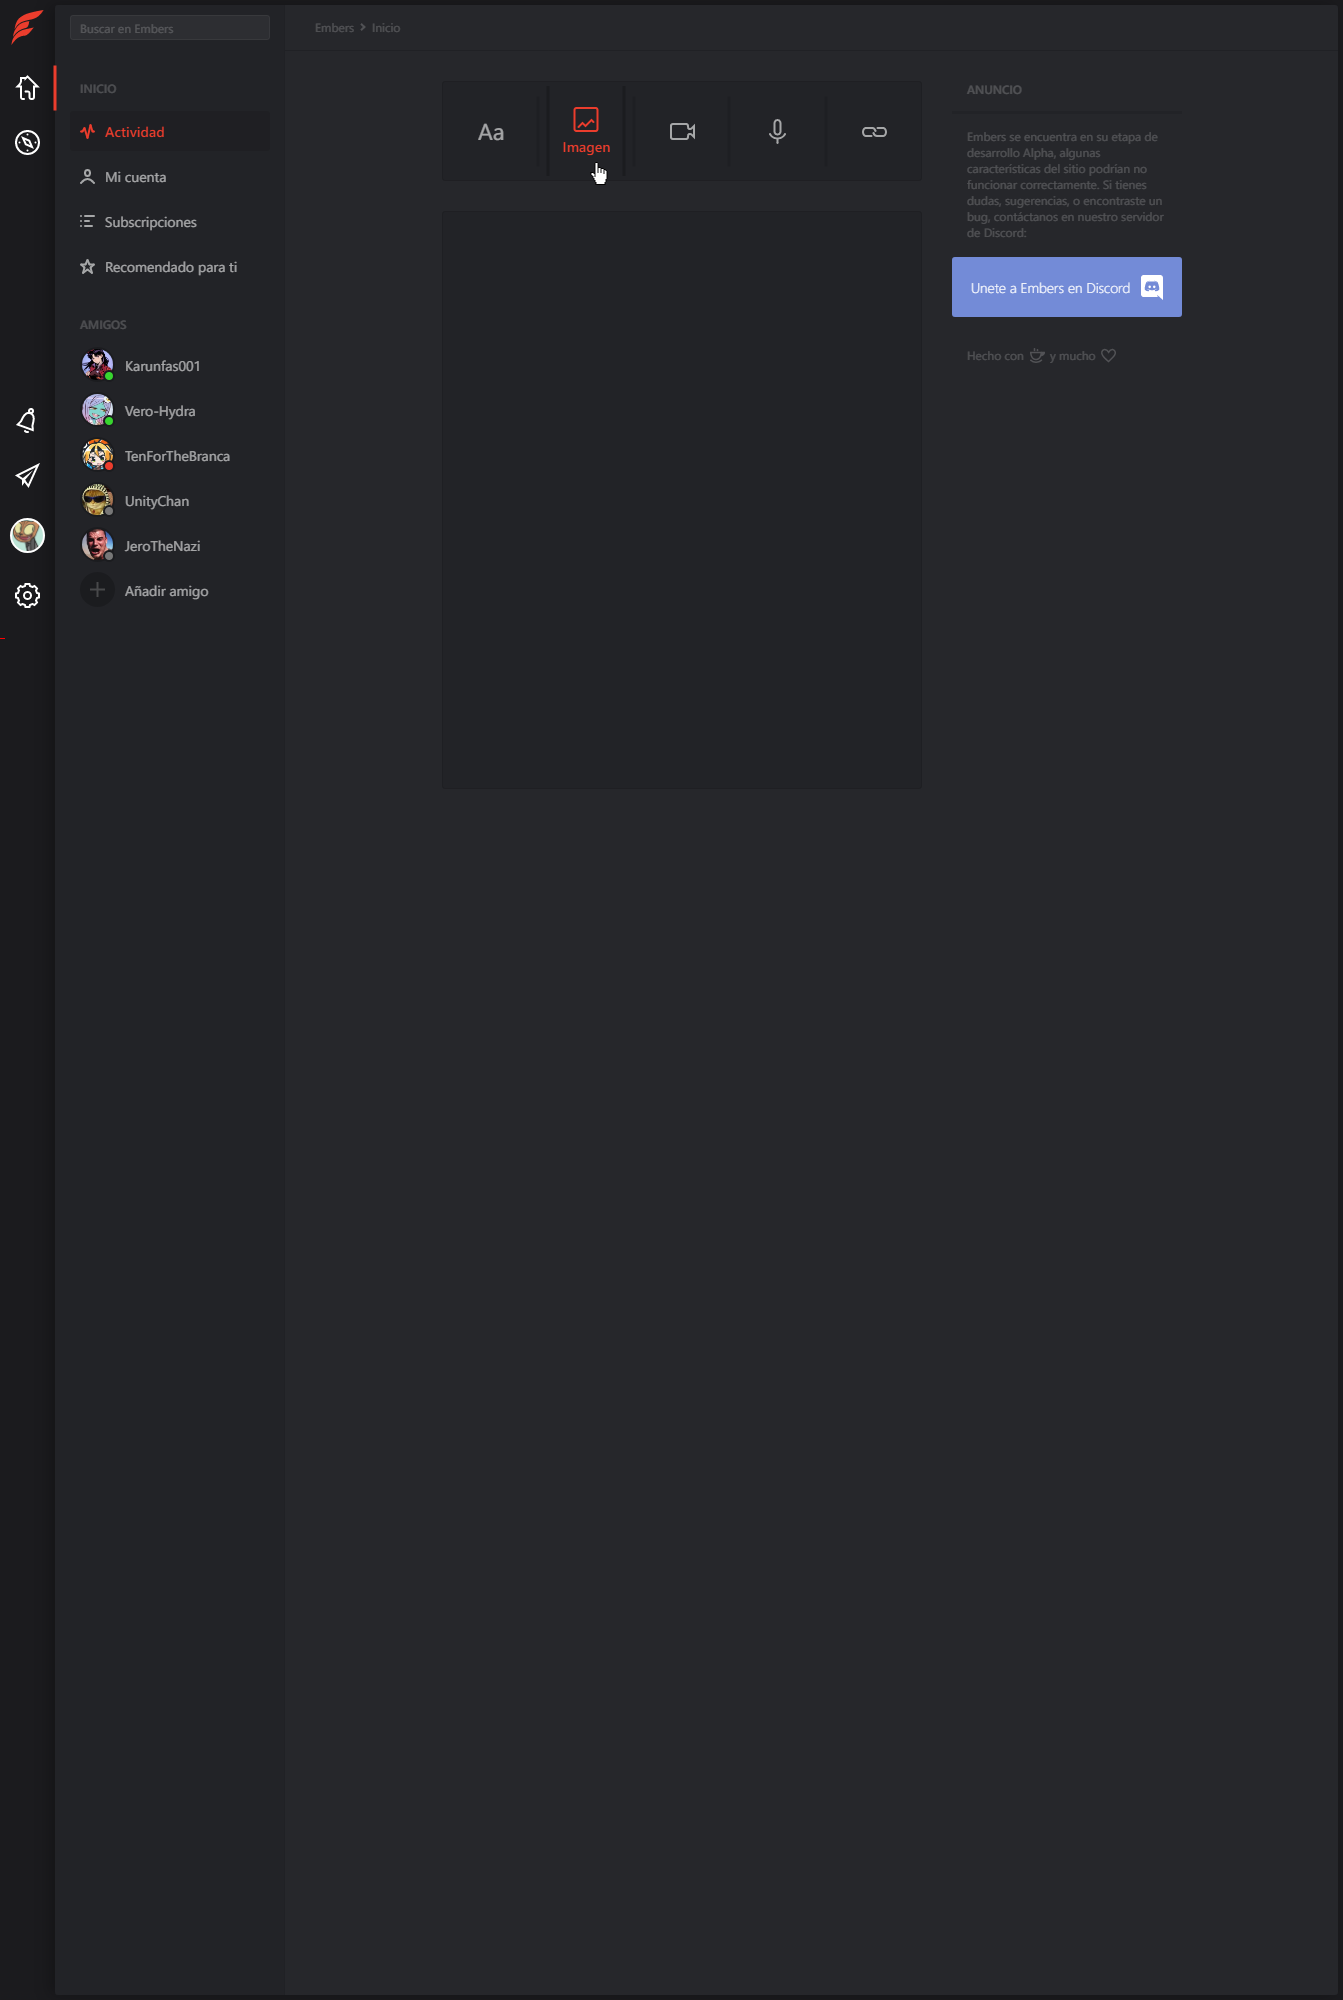 Buscar en Embers
Embers > Inicio
INICIO
Actividad
Mi cuenta
Subscripciones
Recomendado para ti
AMIGOS
Karunfas001
Vero-Hydra
TenForTheBranca
UnityChan
JeroTheNazi
Añadir amigo
Aa
Imagen
ANUNCIO
Embers se encuentra en su etapa de
desarrollo Alpha, algunas
caracteristicas del sitio podrían no
funcionar correctamente. Si tienes
dudas, sugerencias, o encontraste un
bug, contáctanos en nuestro servidor
de Discord:
Unete a Embers en Discord
Hecho con y mucho